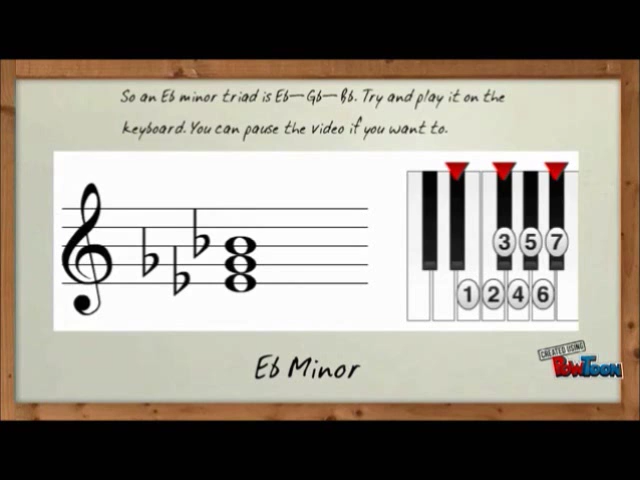 So an Eb minor triad is Eb—Gb—Bb. Try and play it on the
keyboard. You can pause the video if you want to.
3 5 7
1 2 4 6
Eb Minor
CREATED USING
POWTOON